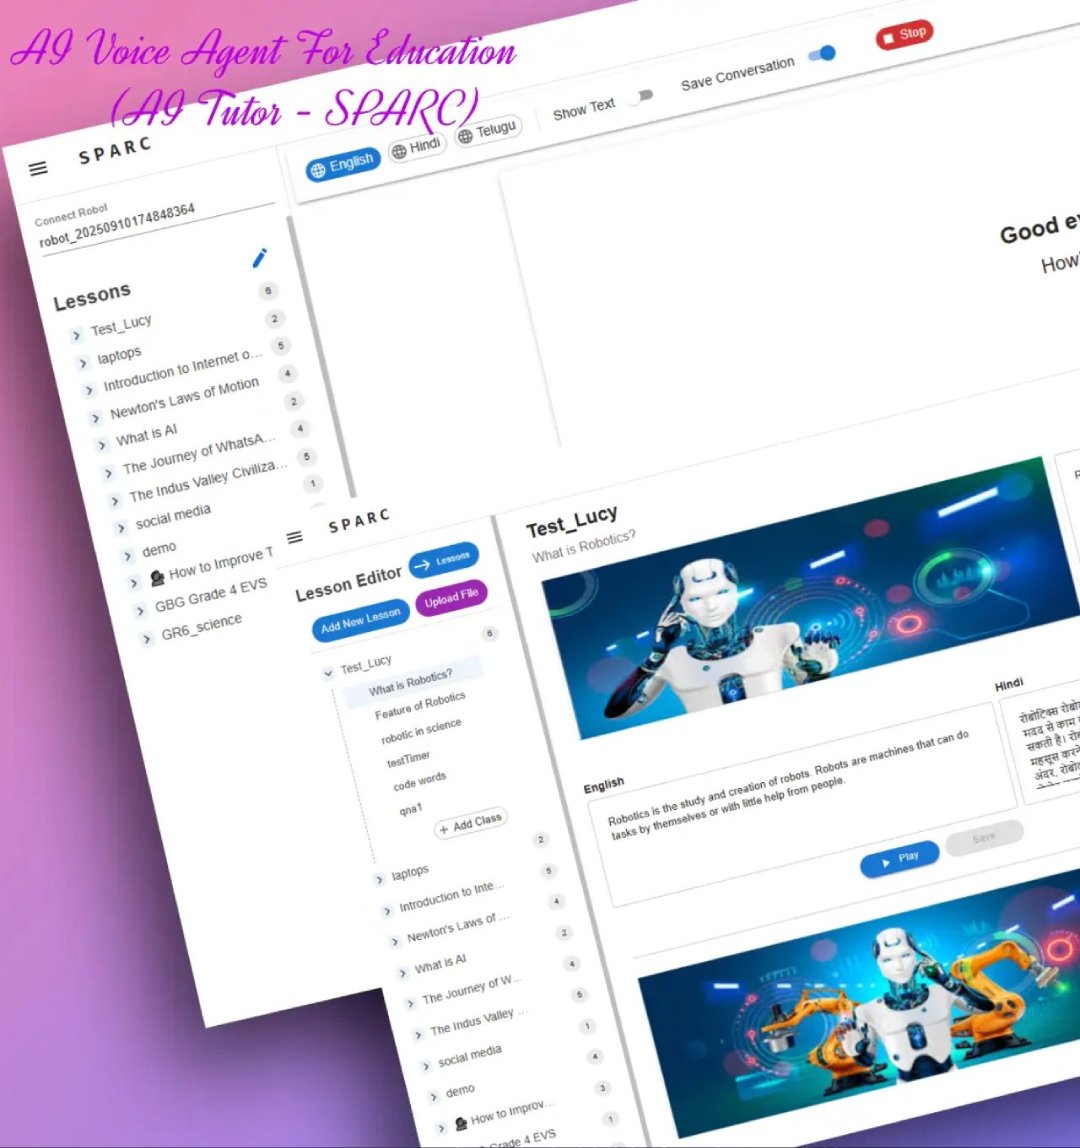 AI Voice Agent For Education
(AI Tutor - SPARC)
SPARC
English
Hindi
Telugu
Show Text
Save Conversation
Stop
Connect Robot
robot_20250910174848364
Good
How
Lessons
Test_Lucy 6
laptops 2
Introduction to Internet o... 5
Newton's Laws of Motion 4
What is AI 2
The Journey of WhatsA... 4
The Indus Valley Civiliza... 5
social media 1
demo
How to Improve T
GBG Grade 4 EVS
GR6_science
SPARC
Lesson Editor
Lessons
Add New Lesson
Upload File
Test_Lucy 6
What is Robotics?
Feature of Robotics
robotic in science
testTimer
code words
qna1
+ Add Class
laptops 2
Introduction to Inte... 5
Newton's Laws of ... 4
What is AI 2
The Journey of W... 4
The Indus Valley ... 5
social media 1
demo 4
How to Improv... 3
Grade 4 EVS 1
Test_Lucy
What is Robotics?
English
Robotics is the study and creation of robots. Robots are machines that can do
tasks by themselves or with little help from people.
Hindi
रोबोटिक्स
मदद से काम
सकती है।
महसूस
अंदर,
Play
Save